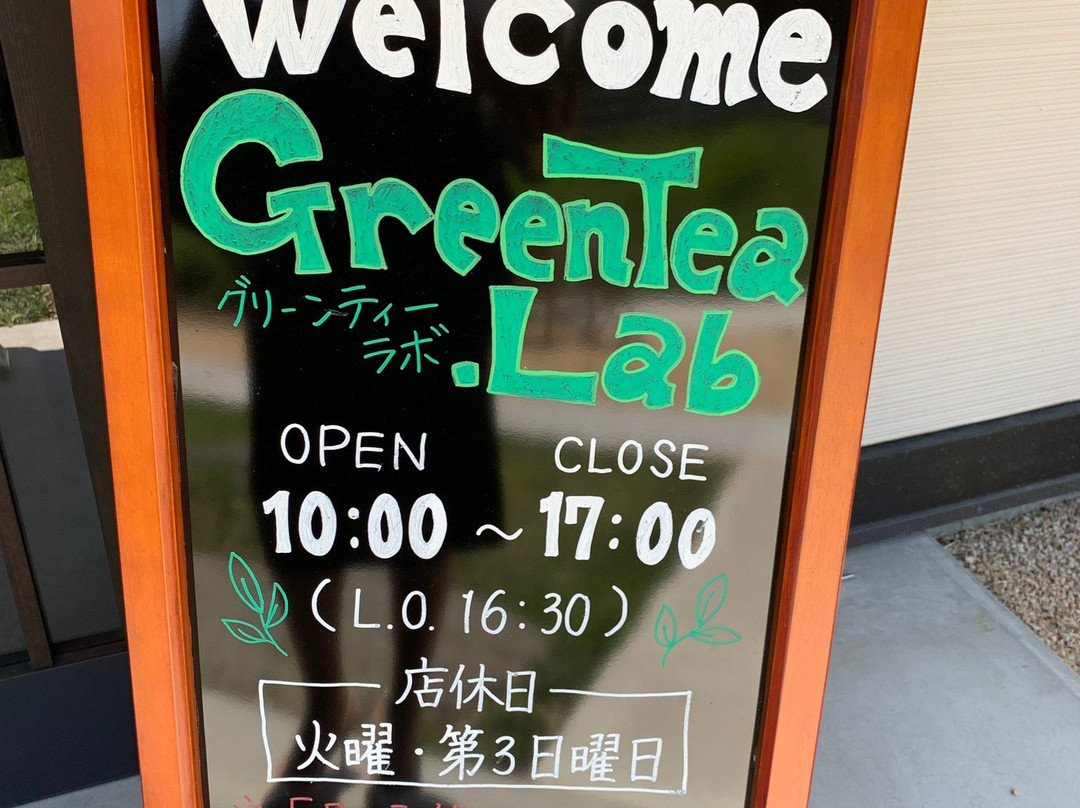 Welcome
GreenTea
.Lab
グリーンティー
ラボ
OPEN CLOSE
10:00 〜 17:00
(L.O. 16:30)
店休日
火曜・第3日曜日